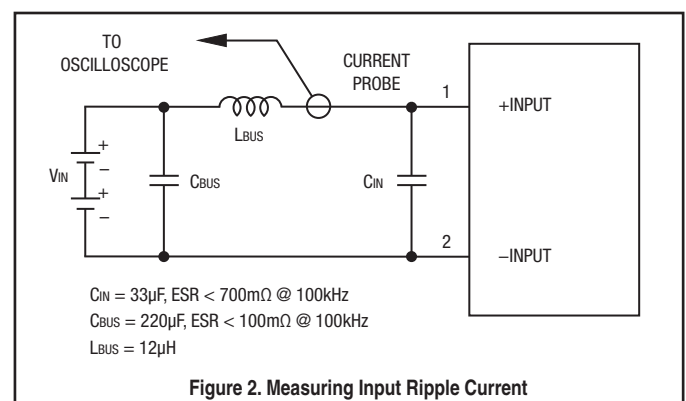 TO
OSCILLOSCOPE
CURRENT
PROBE
1
+INPUT
LBUS
+
VIN
–
+
–
CBUS
CIN
2
–INPUT
CIN = 33µF, ESR < 700mΩ @ 100kHz
CBUS = 220µF, ESR < 100mΩ @ 100kHz
LBUS = 12µH
Figure 2. Measuring Input Ripple Current